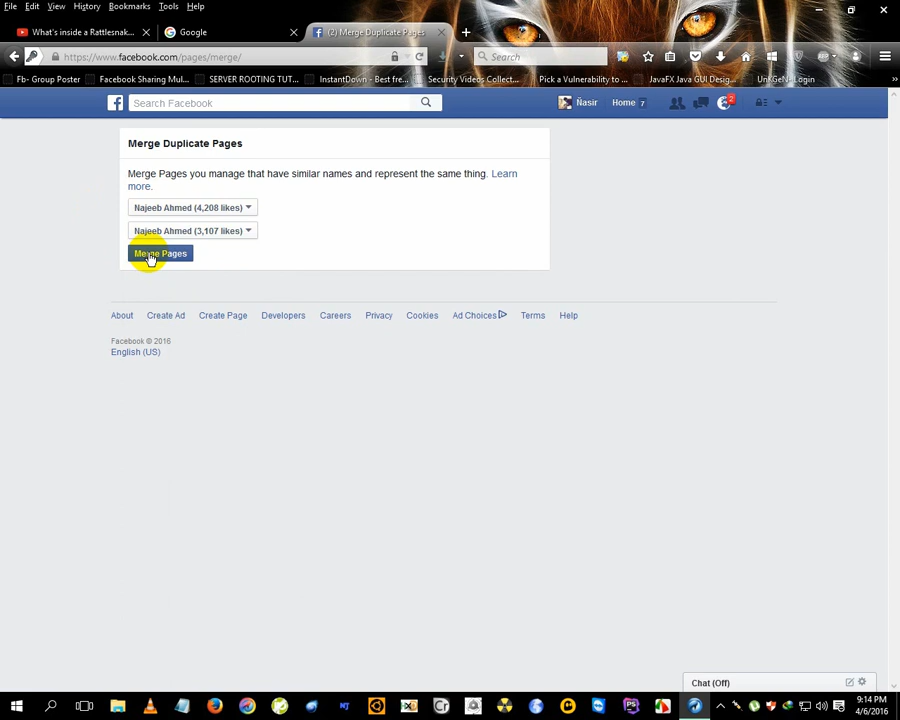 File Edit View History Bookmarks Tools Help
What's inside a Rattlesnak...
Google
(2) Merge Duplicate Pages
https://www.facebook.com/pages/merge/
Search
Fb- Group Poster
Facebook Sharing Mul...
SERVER ROOTING TUT...
InstantDown - Best fre...
Security Videos Collect...
Pick a Vulnerability to ...
JavaFX Java GUI Desig...
UnKGeN- Login
Search Facebook
Ñasir
Home 7
2
Merge Duplicate Pages
Merge Pages you manage that have similar names and represent the same thing. Learn
more.
Najeeb Ahmed (4,208 likes)
Najeeb Ahmed (3,107 likes)
Merge Pages
About Create Ad Create Page Developers Careers Privacy Cookies Ad Choices Terms Help
Facebook © 2016
English (US)
Chat (Off)
9:14 PM
4/6/2016